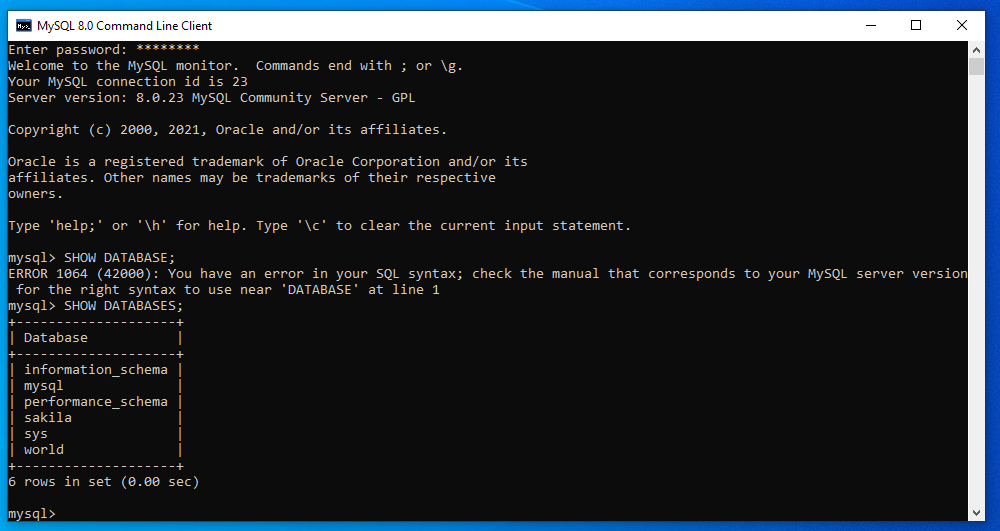 MySQL 8.0 Command Line Client
Enter password: ********
Welcome to the MySQL monitor.  Commands end with ; or \g.
Your MySQL connection id is 23
Server version: 8.0.23 MySQL Community Server - GPL

Copyright (c) 2000, 2021, Oracle and/or its affiliates.

Oracle is a registered trademark of Oracle Corporation and/or its
affiliates. Other names may be trademarks of their respective
owners.

Type 'help;' or '\h' for help. Type '\c' to clear the current input statement.

mysql> SHOW DATABASE;
ERROR 1064 (42000): You have an error in your SQL syntax; check the manual that corresponds to your MySQL server version
 for the right syntax to use near 'DATABASE' at line 1
mysql> SHOW DATABASES;
+--------------------+
| Database           |
+--------------------+
| information_schema |
| mysql              |
| performance_schema |
| sakila             |
| sys                |
| world              |
+--------------------+
6 rows in set (0.00 sec)

mysql>